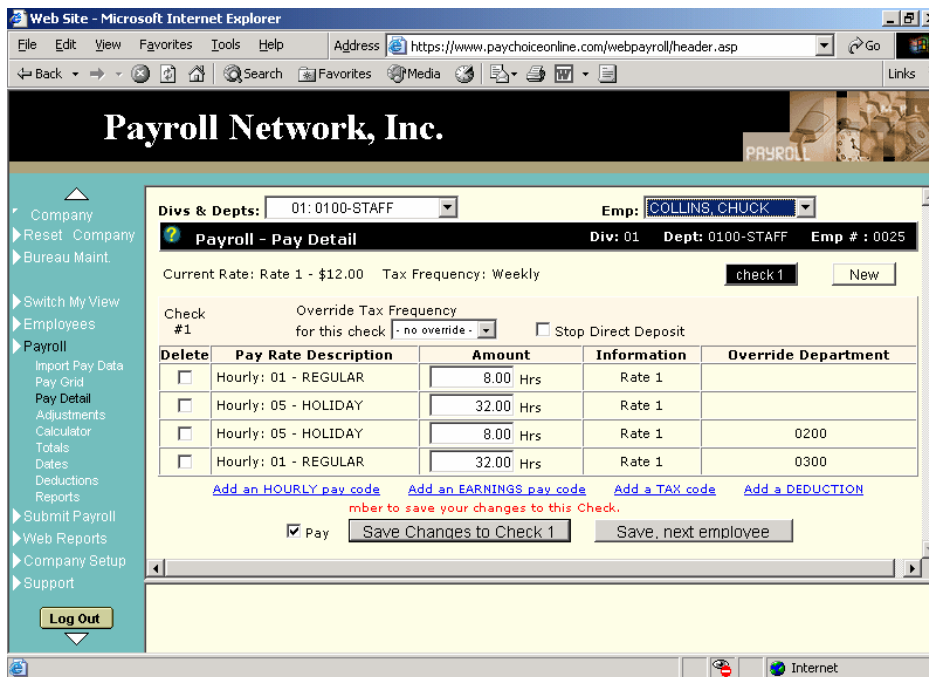 Web Site - Microsoft Internet Explorer
File Edit View Favorites Tools Help Address https://www.paychoiceonline.com/webpayroll/header.asp Go
Back Search Favorites Media Links
Payroll Network, Inc.
PAYROLL
Company
Reset Company
Bureau Maint.
Switch My View
Employees
Payroll
Import Pay Data
Pay Grid
Pay Detail
Adjustments
Calculator
Totals
Dates
Deductions
Reports
Submit Payroll
Web Reports
Company Setup
Support
Log Out
Divs & Depts: 01: 0100-STAFF Emp: COLLINS, CHUCK
? Payroll - Pay Detail Div: 01 Dept: 0100-STAFF Emp # : 0025
Current Rate: Rate 1 - $12.00 Tax Frequency: Weekly check 1 New
Check #1 Override Tax Frequency
for this check - no override - Stop Direct Deposit
Delete Pay Rate Description Amount Information Override Department
Hourly: 01 - REGULAR 8.00 Hrs Rate 1
Hourly: 05 - HOLIDAY 32.00 Hrs Rate 1
Hourly: 05 - HOLIDAY 8.00 Hrs Rate 1 0200
Hourly: 01 - REGULAR 32.00 Hrs Rate 1 0300
Add an HOURLY pay code Add an EARNINGS pay code Add a TAX code Add a DEDUCTION
mber to save your changes to this Check.
Pay Save Changes to Check 1 Save, next employee
Internet